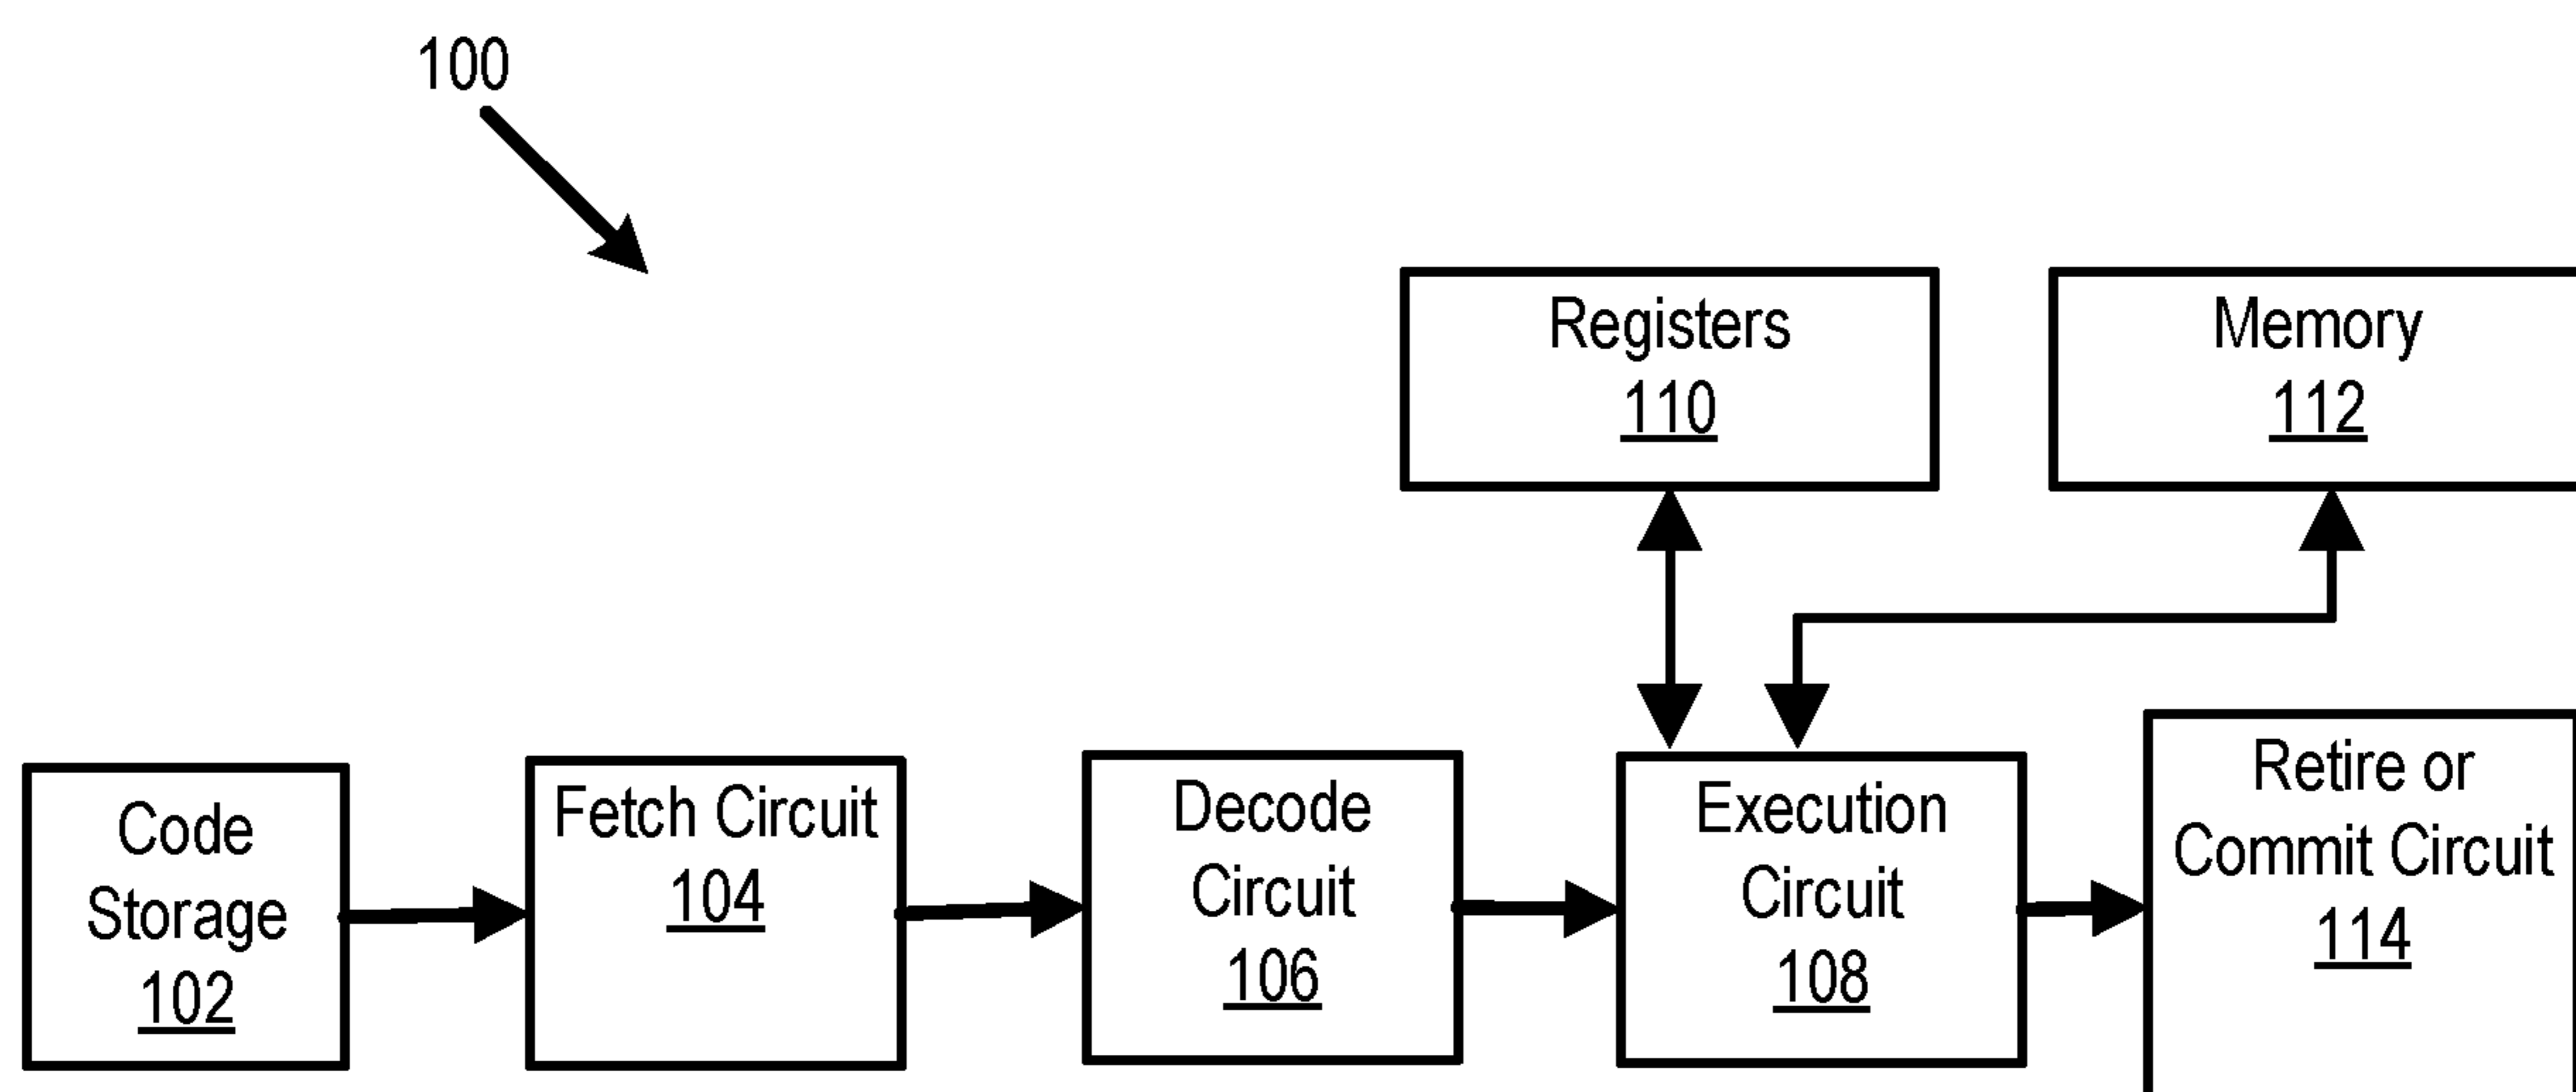 100
Registers
110
Memory
112
Code
Storage
102
Fetch Circuit
104
Decode
Circuit
106
Execution
Circuit
108
Retire or
Commit Circuit
114